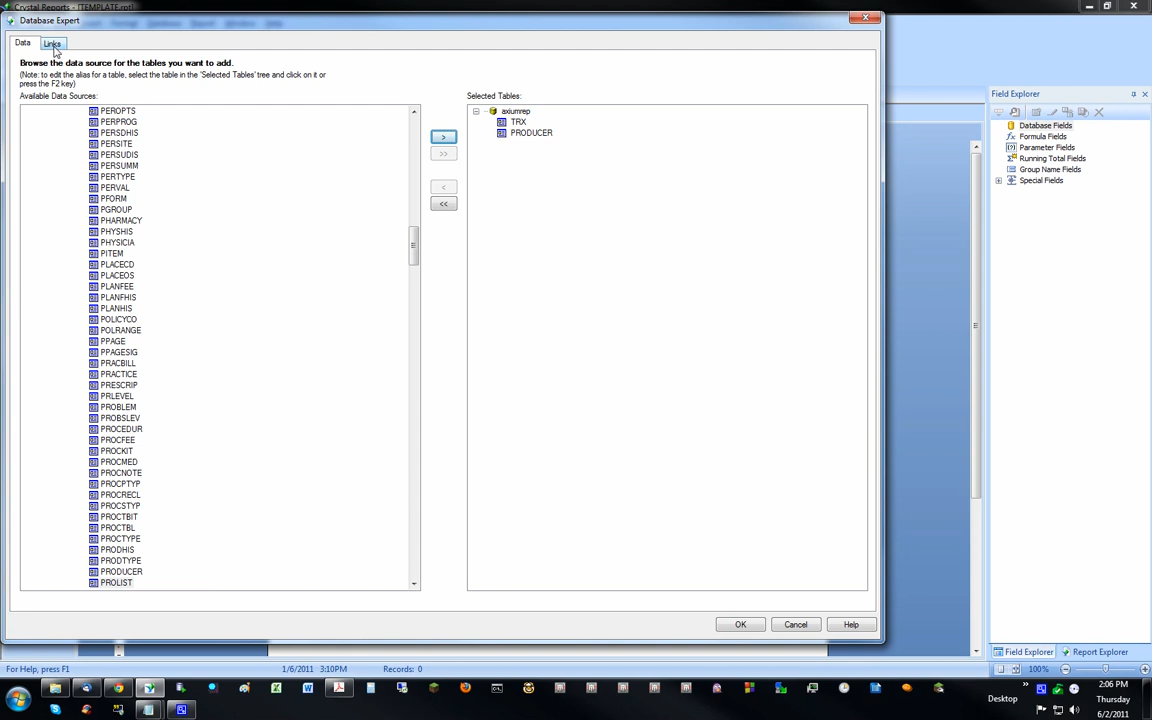 Crystal Reports - [TEMPLATE.rpt]
Database Expert
Data
Links
Browse the data source for the tables you want to add.
(Note: to edit the alias for a table, select the table in the 'Selected Tables' tree and click on it or
press the F2 key)
Available Data Sources:
Selected Tables:
PEROPTS
PERPROG
PERSDHIS
PERSITE
PERSUDIS
PERSUMM
PERTYPE
PERVAL
PFORM
PGROUP
PHARMACY
PHYSHIS
PHYSICIA
PITEM
PLACECD
PLACEOS
PLANFEE
PLANFHIS
PLANHIS
POLICYCO
POLRANGE
PPAGE
PPAGESIG
PRACBILL
PRACTICE
PRESCRIP
PRLEVEL
PROBLEM
PROBSLEV
PROCEDUR
PROCFEE
PROCKIT
PROCMED
PROCNOTE
PROCPTYP
PROCRECL
PROCSTYP
PROCTBIT
PROCTBL
PROCTYPE
PRODHIS
PRODTYPE
PRODUCER
PROLIST
>
>>
<
<<
axiumrep
TRX
PRODUCER
OK
Cancel
Help
Field Explorer
Database Fields
Formula Fields
Parameter Fields
Running Total Fields
Group Name Fields
Special Fields
Field Explorer
Report Explorer
For Help, press F1
1/6/2011 3:10PM
Records: 0
100%
Desktop
2:06 PM
Thursday
6/2/2011